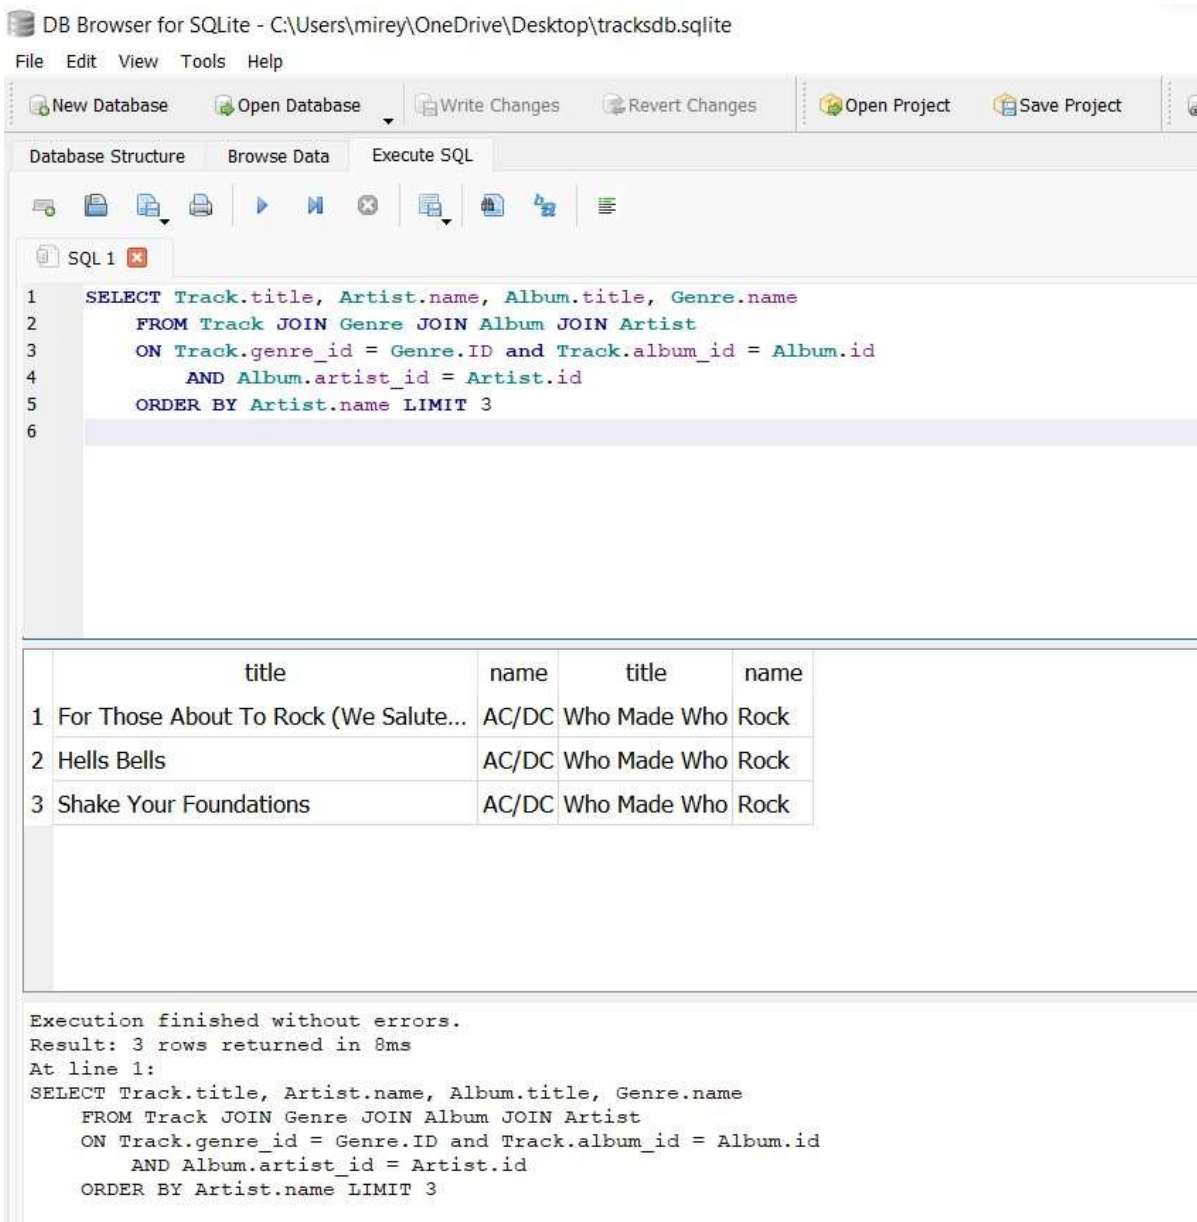 DB Browser for SQLite - C:\Users\mirey\OneDrive\Desktop\tracksdb.sqlite
File Edit View Tools Help
New Database Open Database Write Changes Revert Changes Open Project Save Project
Database Structure Browse Data Execute SQL
SQL 1
1 SELECT Track.title, Artist.name, Album.title, Genre.name
2 FROM Track JOIN Genre JOIN Album JOIN Artist
3 ON Track.genre_id = Genre.ID and Track.album_id = Album.id
4 AND Album.artist_id = Artist.id
5 ORDER BY Artist.name LIMIT 3
6
title name title name
1 For Those About To Rock (We Salute... AC/DC Who Made Who Rock
2 Hells Bells AC/DC Who Made Who Rock
3 Shake Your Foundations AC/DC Who Made Who Rock
Execution finished without errors.
Result: 3 rows returned in 8ms
At line 1:
SELECT Track.title, Artist.name, Album.title, Genre.name
FROM Track JOIN Genre JOIN Album JOIN Artist
ON Track.genre_id = Genre.ID and Track.album_id = Album.id
AND Album.artist_id = Artist.id
ORDER BY Artist.name LIMIT 3